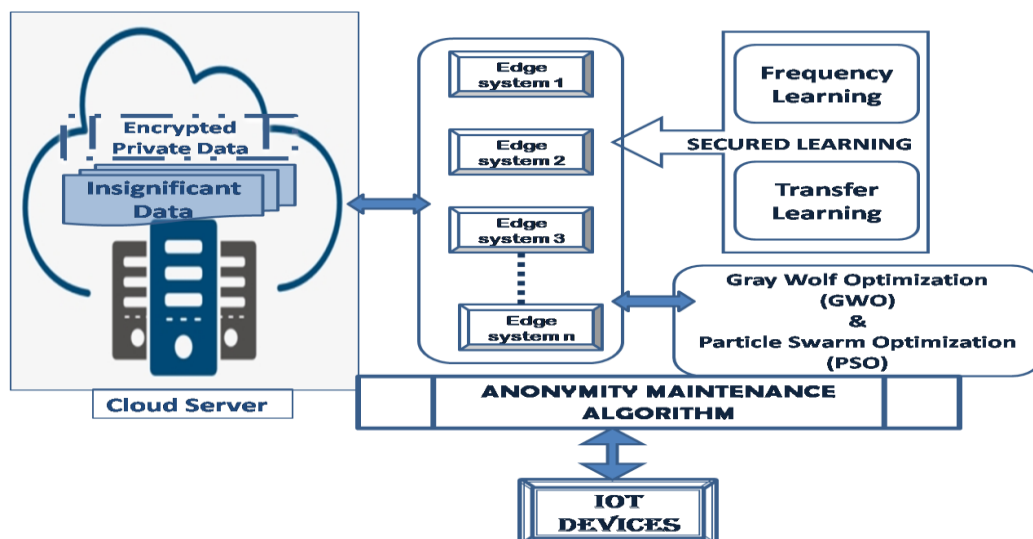 Encrypted
Private Data
Insignificant
Data
Cloud Server
Edge
system 1
Edge
system 2
Edge
system 3
Edge
system n
Frequency
Learning
SECURED LEARNING
Transfer
Learning
Gray Wolf Optimization
(GWO)
&
Particle Swarm Optimization
(PSO)
ANONYMITY MAINTENANCE
ALGORITHM
IOT
DEVICES